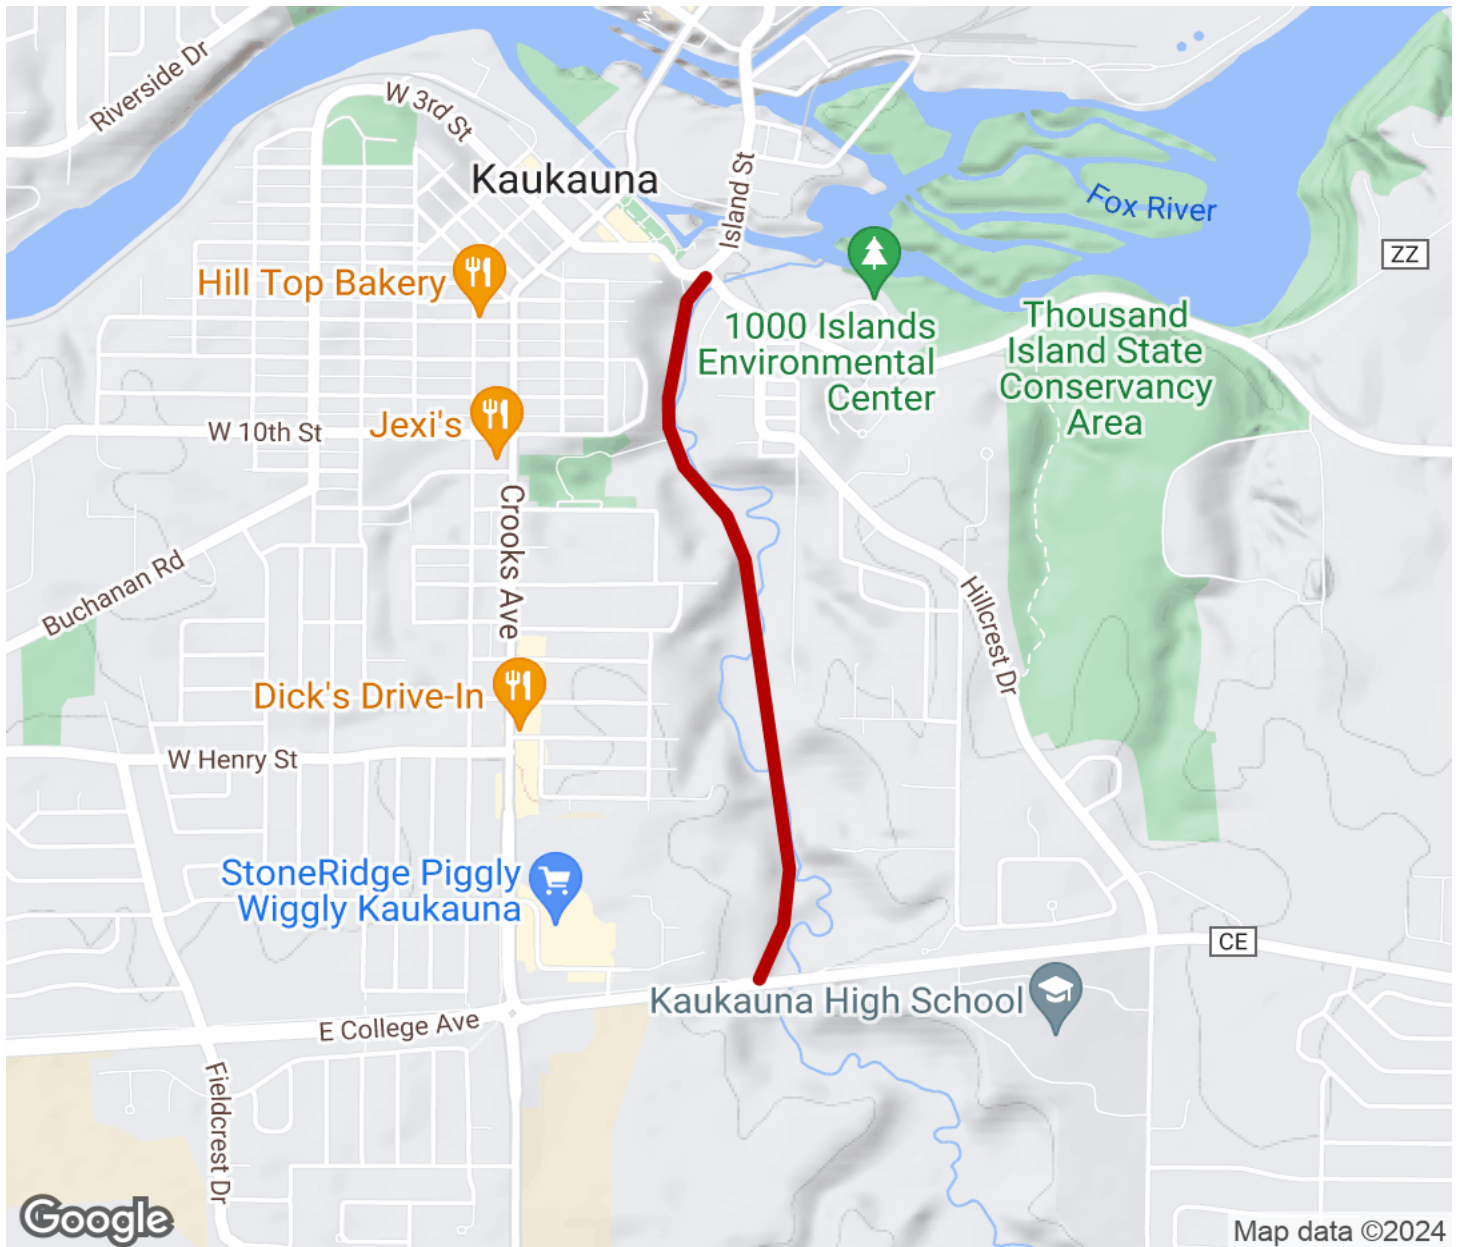 Riverside Dr
W 3rd St
Kaukauna
Island St
Fox River
ZZ
Hill Top Bakery
1000 Islands
Environmental
Center
Thousand
Island State
Conservancy
Area
Jexi's
W 10th St
Crooks Ave
Buchanan Rd
Hillcrest Dr
Dick's Drive-In
W Henry St
StoneRidge Piggly
Wiggly Kaukauna
CE
Kaukauna High School
E College Ave
Fieldcrest Dr
Google
Map data ©2024